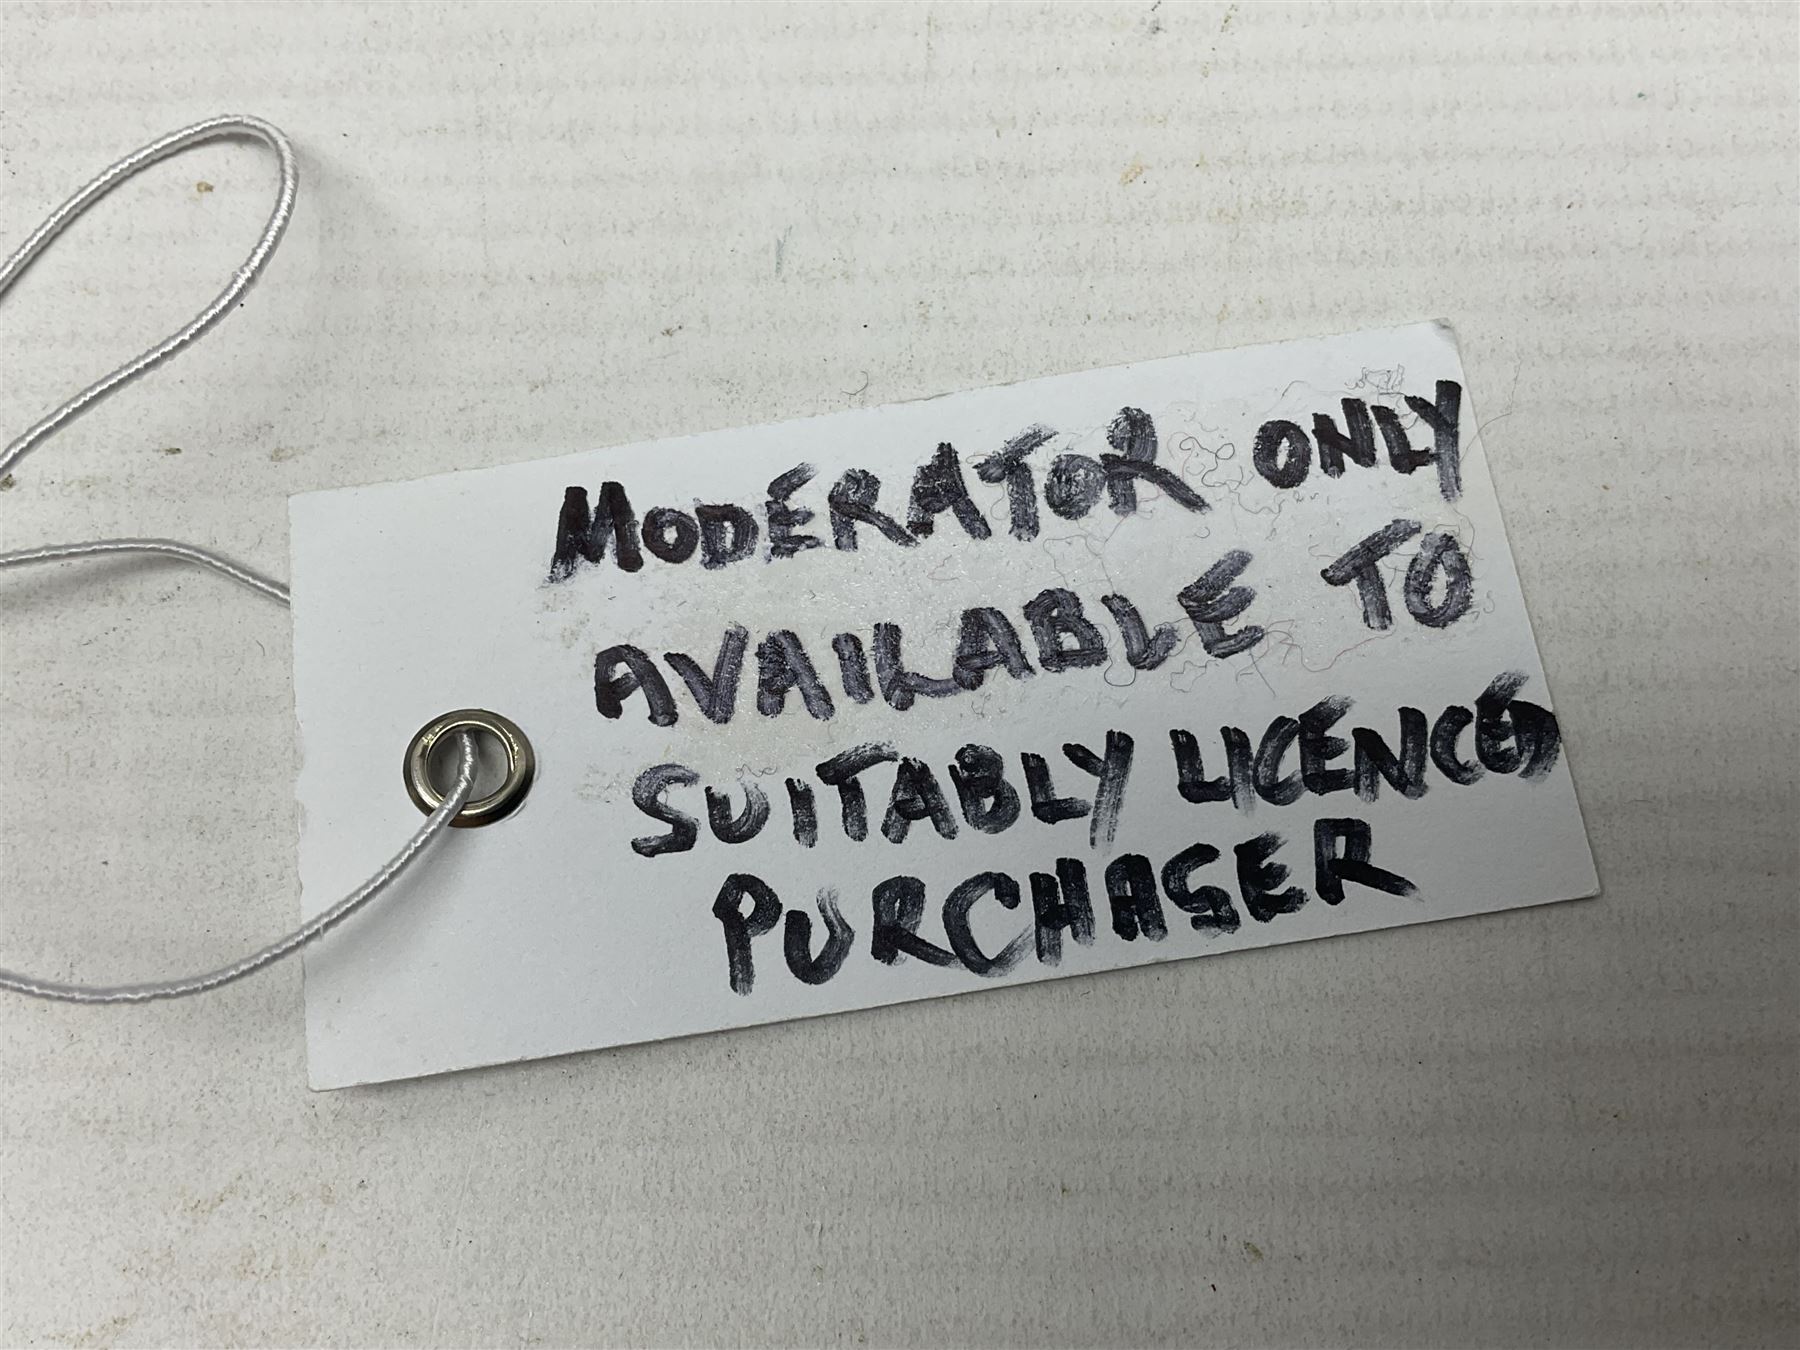 MODERATOR ONLY
AVAILABLE TO
SUITABLY LICENCED
PURCHASER